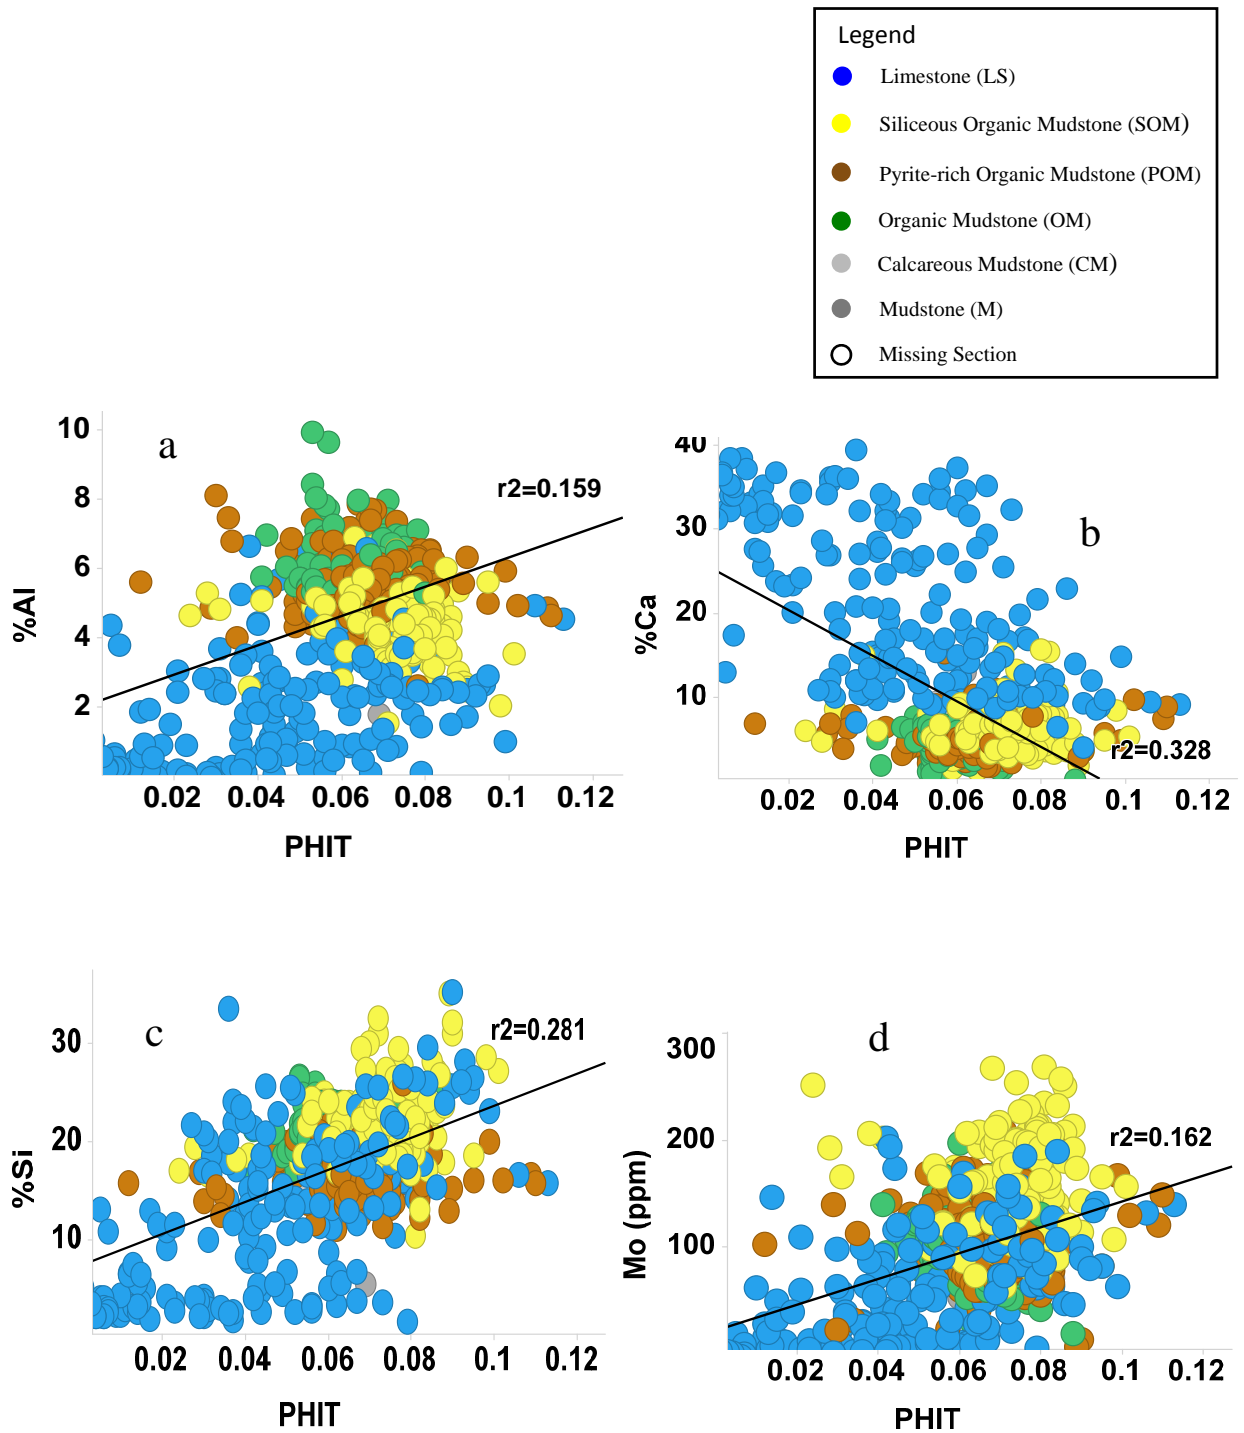 Legend
Limestone (LS)
Siliceous Organic Mudstone (SOM)
Pyrite-rich Organic Mudstone (POM)
Organic Mudstone (OM)
Calcareous Mudstone (CM)
Mudstone (M)
Missing Section
a
r2=0.159
10
8
6
4
2
%Al
0.02 0.04 0.06 0.08 0.1 0.12
PHIT
b
r2=0.328
40
30
20
10
%Ca
0.02 0.04 0.06 0.08 0.1 0.12
PHIT
c
r2=0.281
30
20
10
%Si
0.02 0.04 0.06 0.08 0.1 0.12
PHIT
d
r2=0.162
300
200
100
Mo (ppm)
0.02 0.04 0.06 0.08 0.1 0.12
PHIT